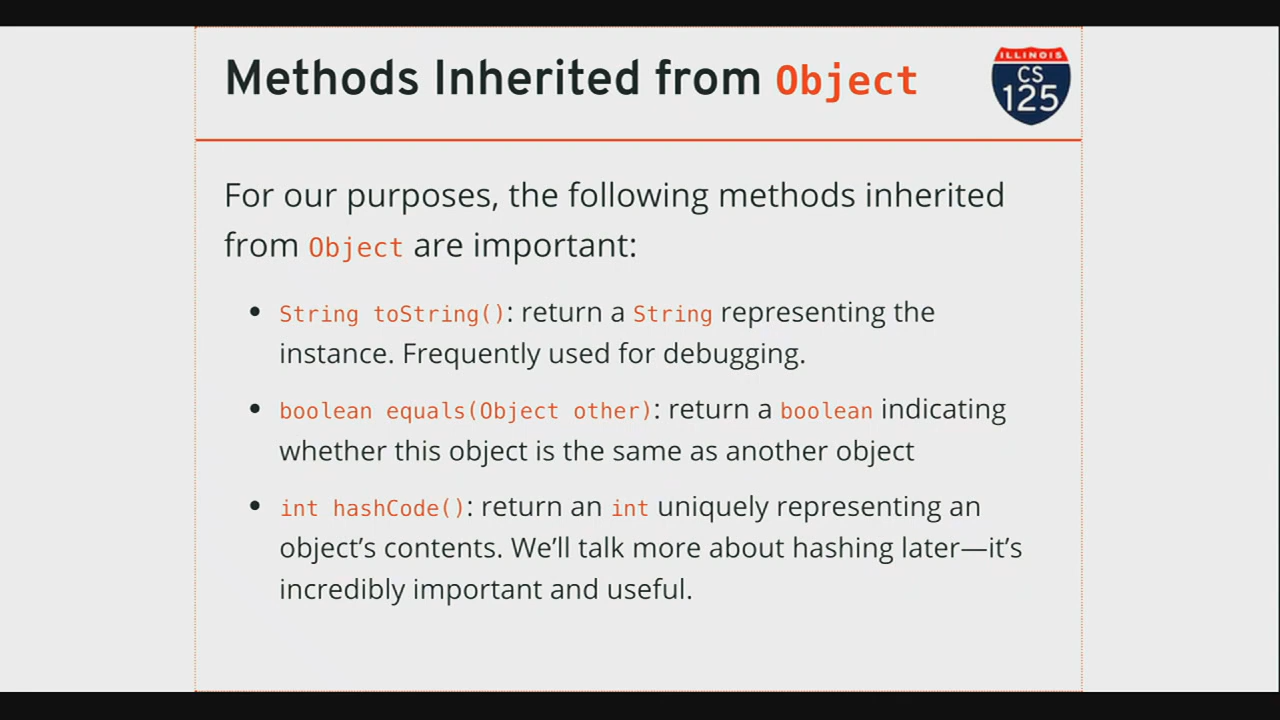 Methods Inherited from Object
ILLINOIS
CS
125
For our purposes, the following methods inherited
from Object are important:
• String toString(): return a String representing the
instance. Frequently used for debugging.
• boolean equals(Object other): return a boolean indicating
whether this object is the same as another object
• int hashCode(): return an int uniquely representing an
object’s contents. We’ll talk more about hashing later—it’s
incredibly important and useful.